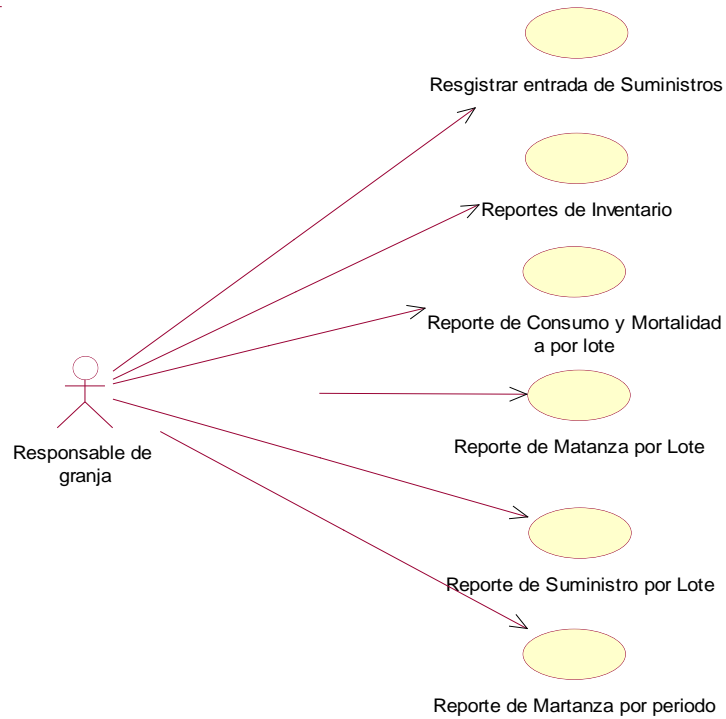 Resgistrar entrada de Suministros
Reportes de Inventario
Reporte de Consumo y Mortalidad
a por lote
Responsable de
granja
Reporte de Matanza por Lote
Reporte de Suministro por Lote
Reporte de Martanza por periodo